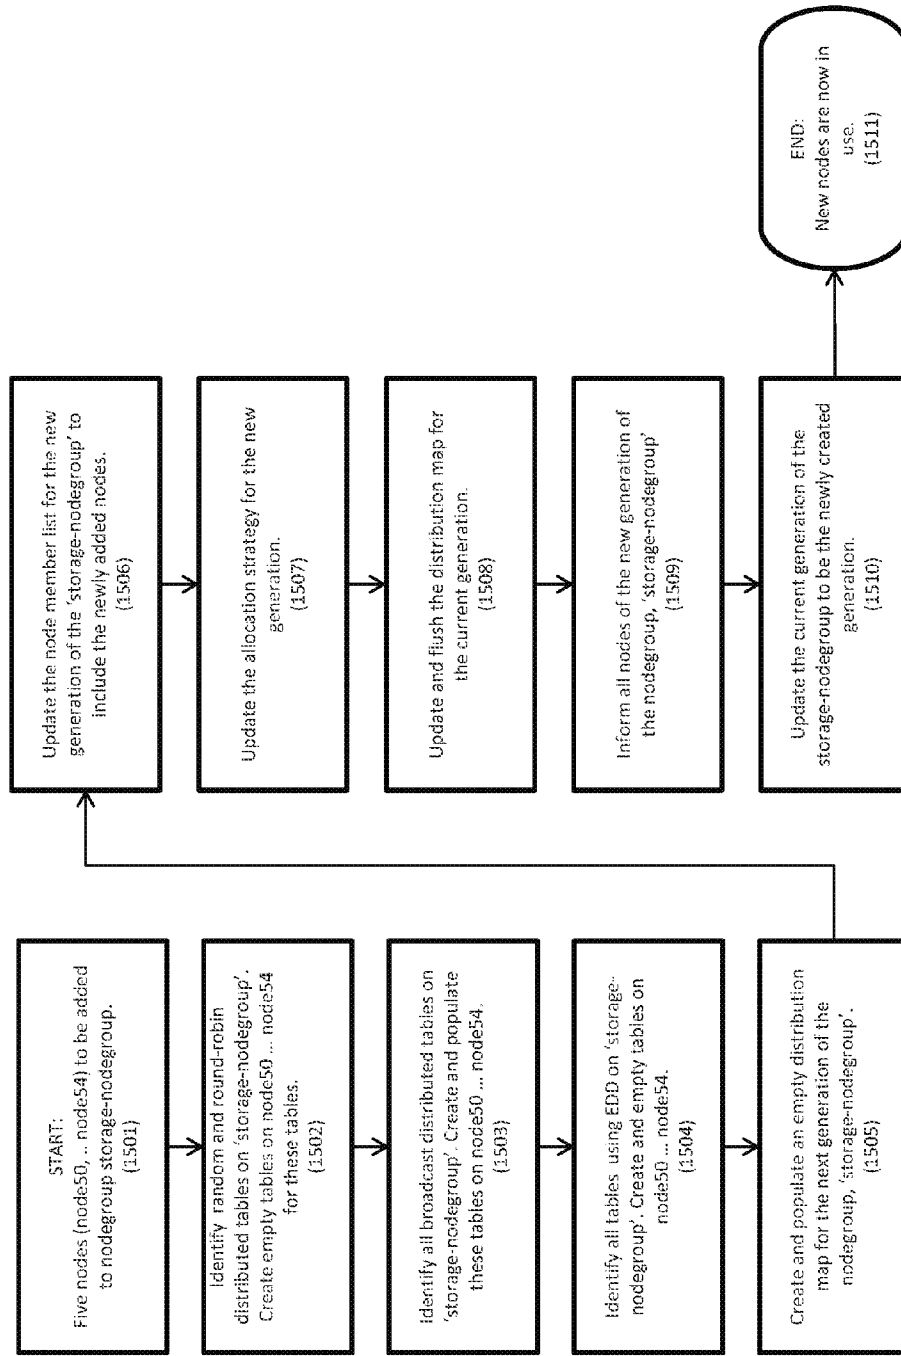 START:
Five nodes (node50, .. node54) to be added
to nodegroup storage-nodegroup.
(1501)
Identify random and round-robin
distributed tables on 'storage-nodegroup'.
Create empty tables on node50 ... node54
for these tables.
(1502)
Identify all broadcast distributed tables on
'storage-nodegroup'. Create and populate
these tables on node50 ... node54.
(1503)
Identify all tables using EDD on 'storage-
nodegroup'. Create and empty tables on
node50 ... node54.
(1504)
Create and populate an empty distribution
map for the next generation of the
nodegroup, 'storage-nodegroup'.
(1505)
Update the node member list for the new
generation of the 'storage-nodegroup' to
include the newly added nodes.
(1506)
Update the allocation strategy for the new
generation.
(1507)
Update and flush the distribution map for
the current generation.
(1508)
Inform all nodes of the new generation of
the nodegroup, 'storage-nodegroup'
(1509)
Update the current generation of the
storage-nodegroup to be the newly created
generation.
(1510)
END:
New nodes are now in
use.
(1511)